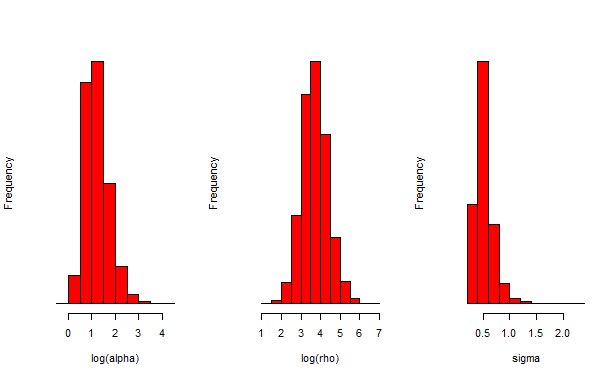 Frequency
0 1 2 3 4
log(alpha)
Frequency
1 2 3 4 5 6 7
log(rho)
Frequency
0.5 1.0 1.5 2.0
sigma